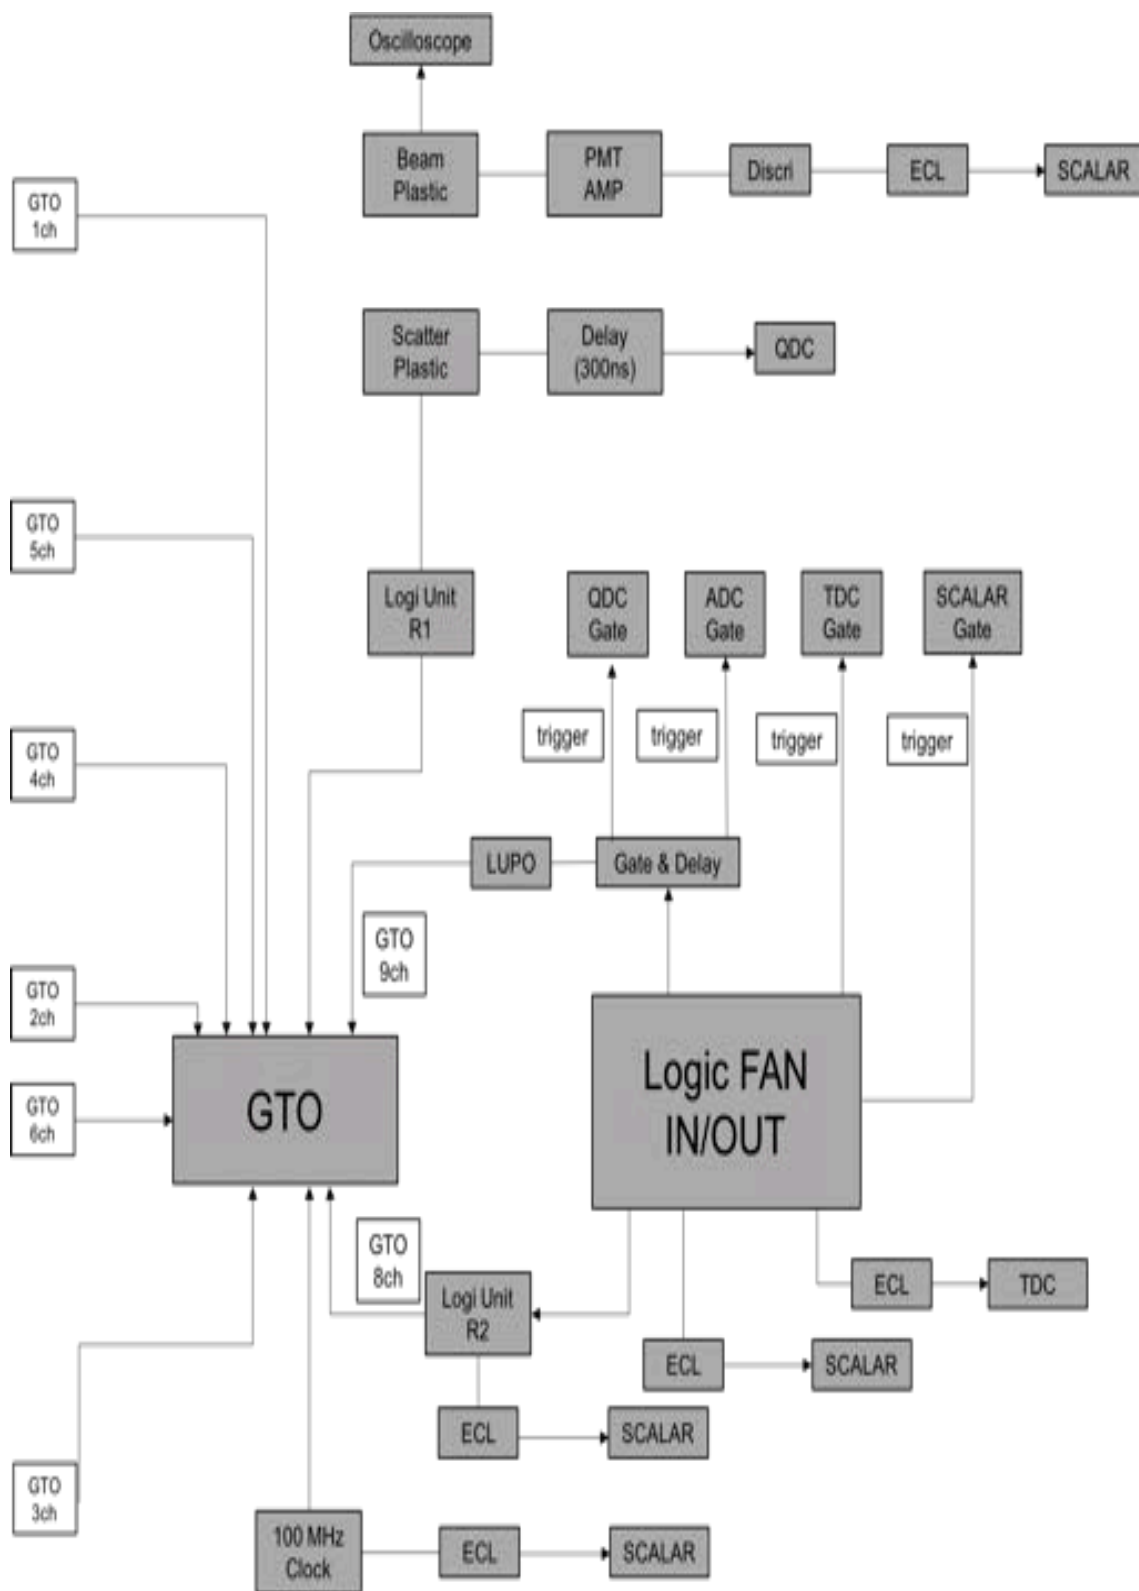 Oscilloscope
Beam
Plastic
PMT
AMP
Discri
ECL
SCALAR
GTO
1ch
Scatter
Plastic
Delay
(300ns)
QDC
GTO
5ch
Logi Unit
R1
QDC
Gate
ADC
Gate
TDC
Gate
SCALAR
Gate
trigger
trigger
trigger
trigger
GTO
4ch
LUPO
Gate & Delay
GTO
9ch
GTO
2ch
GTO
Logic FAN
IN/OUT
GTO
6ch
GTO
8ch
Logi Unit
R2
ECL
TDC
ECL
SCALAR
ECL
SCALAR
GTO
3ch
100 MHz
Clock
ECL
SCALAR